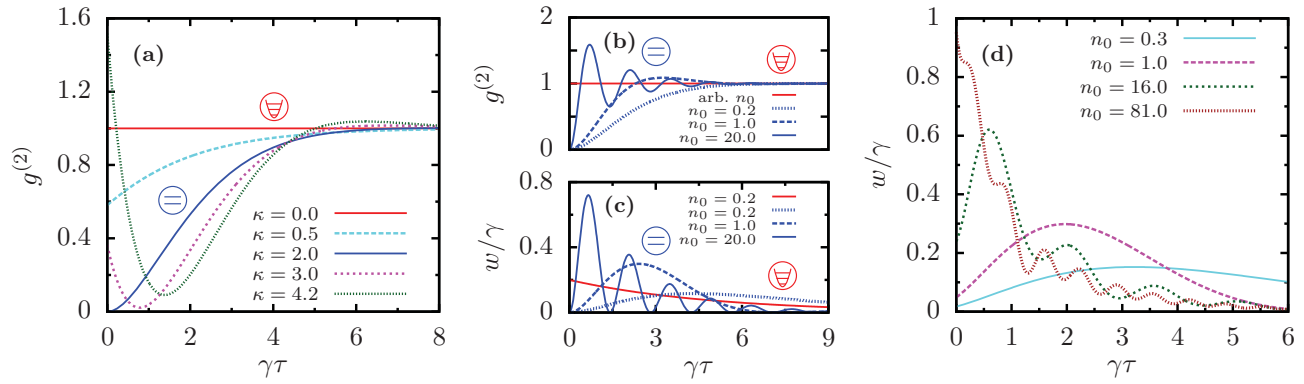 (a)
g(2)
1.6
1.2
0.8
0.4
0
κ = 0.0
κ = 0.5
κ = 2.0
κ = 3.0
κ = 4.2
0 2 4 6 8
γτ
(b)
g(2)
2
1
0
arb. n0
n0 = 0.2
n0 = 1.0
n0 = 20.0
(c)
w/γ
0.8
0.4
0
n0 = 0.2
n0 = 0.2
n0 = 1.0
n0 = 20.0
0 3 6 9
γτ
(d)
w/γ
1
0.8
0.6
0.4
0.2
0
n0 = 0.3
n0 = 1.0
n0 = 16.0
n0 = 81.0
0 1 2 3 4 5 6
γτ